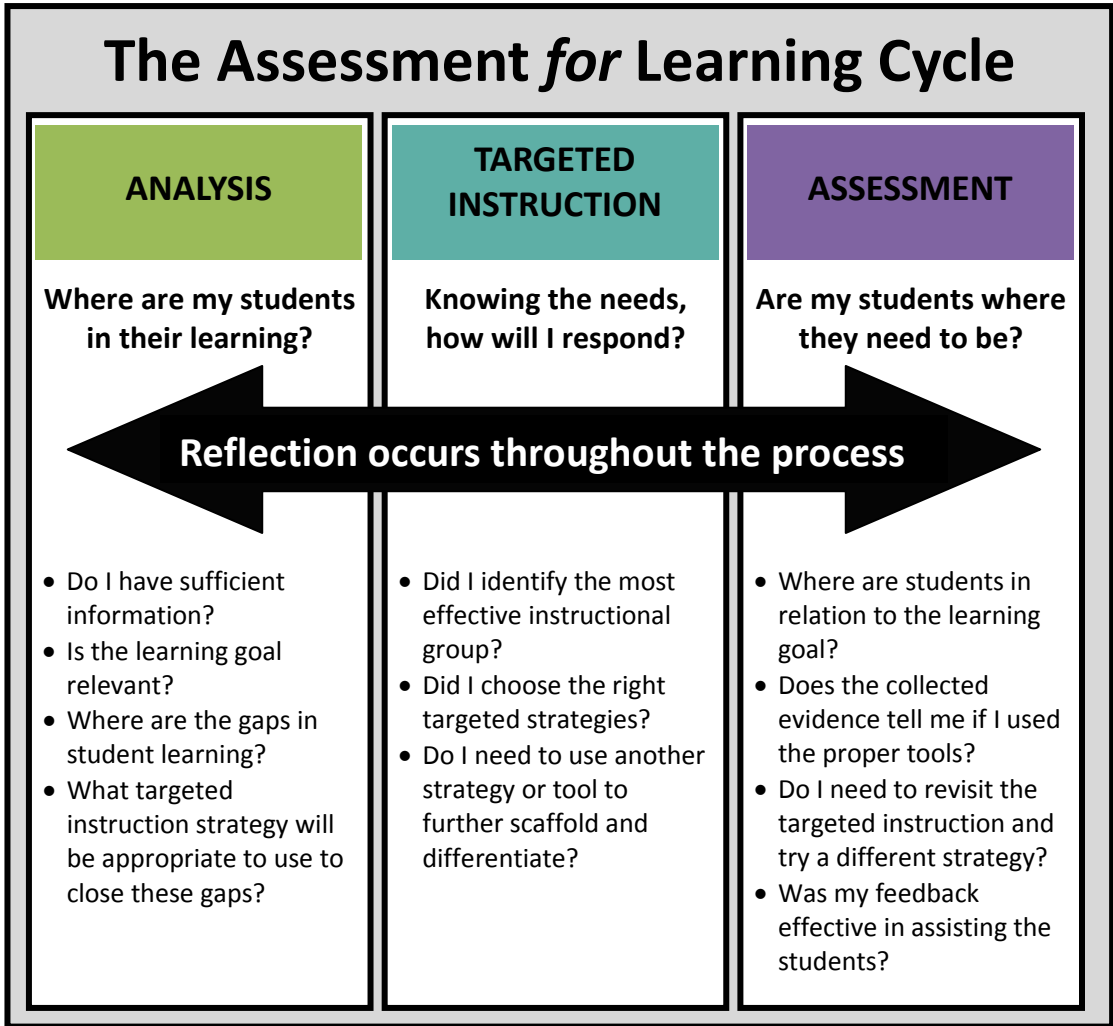 The Assessment for Learning Cycle
ANALYSIS
Where are my students
in their learning?
TARGETED
INSTRUCTION
Knowing the needs,
how will I respond?
ASSESSMENT
Are my students where
they need to be?
Reflection occurs throughout the process
• Do I have sufficient
information?
• Is the learning goal
relevant?
• Where are the gaps in
student learning?
• What targeted
instruction strategy will
be appropriate to use to
close these gaps?
• Did I identify the most
effective instructional
group?
• Did I choose the right
targeted strategies?
• Do I need to use another
strategy or tool to
further scaffold and
differentiate?
• Where are students in
relation to the learning
goal?
• Does the collected
evidence tell me if I used
the proper tools?
• Do I need to revisit the
targeted instruction and
try a different strategy?
• Was my feedback
effective in assisting the
students?